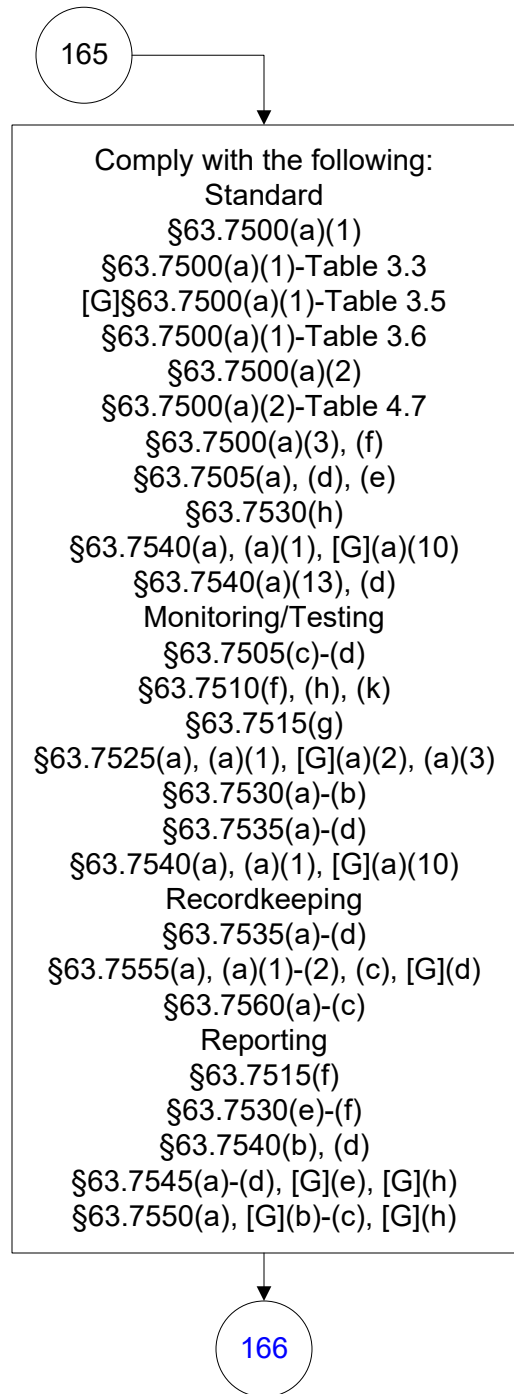 165
Comply with the following:
Standard
§63.7500(a)(1)
§63.7500(a)(1)-Table 3.3
[G]§63.7500(a)(1)-Table 3.5
§63.7500(a)(1)-Table 3.6
§63.7500(a)(2)
§63.7500(a)(2)-Table 4.7
§63.7500(a)(3), (f)
§63.7505(a), (d), (e)
§63.7530(h)
§63.7540(a), (a)(1), [G](a)(10)
§63.7540(a)(13), (d)
Monitoring/Testing
§63.7505(c)-(d)
§63.7510(f), (h), (k)
§63.7515(g)
§63.7525(a), (a)(1), [G](a)(2), (a)(3)
§63.7530(a)-(b)
§63.7535(a)-(d)
§63.7540(a), (a)(1), [G](a)(10)
Recordkeeping
§63.7535(a)-(d)
§63.7555(a), (a)(1)-(2), (c), [G](d)
§63.7560(a)-(c)
Reporting
§63.7515(f)
§63.7530(e)-(f)
§63.7540(b), (d)
§63.7545(a)-(d), [G](e), [G](h)
§63.7550(a), [G](b)-(c), [G](h)
166